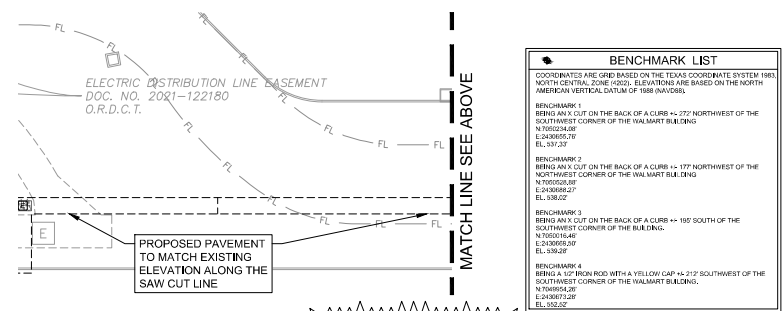 FL
FL
ELECTRIC DISTRIBUTION LINE EASEMENT
DOC. NO. 2021-122180
O.R.D.C.T.
FL
FL
FL
FL
FL
FL
FL
E
PROPOSED PAVEMENT
TO MATCH EXISTING
ELEVATION ALONG THE
SAW CUT LINE
MATCH LINE SEE ABOVE
BENCHMARK LIST
COORDINATES ARE GRID BASED ON THE TEXAS COORDINATE SYSTEM 1983,
NORTH CENTRAL ZONE (4202). ELEVATIONS ARE BASED ON THE NORTH
AMERICAN VERTICAL DATUM OF 1988 (NAVD88).
BENCHMARK 1
BEING AN X CUT ON THE BACK OF A CURB +/- 272' NORTHWEST OF THE
SOUTHWEST CORNER OF THE WALMART BUILDING
N:7050234.08'
E:2430655.76'
EL. 537.33'
BENCHMARK 2
BEING AN X CUT ON THE BACK OF A CURB +/- 177' NORTHWEST OF THE
NORTHWEST CORNER OF THE WALMART BUILDING
N:7050528.88'
E:2430688.27'
EL. 538.02'
BENCHMARK 3
BEING AN X CUT ON THE BACK OF A CURB +/- 195' SOUTH OF THE
SOUTHWEST CORNER OF THE BUILDING.
N:7050016.46'
E:2430669.50'
EL. 539.28'
BENCHMARK 4
BEING A 1/2" IRON ROD WITH A YELLOW CAP +/- 212' SOUTHWEST OF THE
SOUTHWEST CORNER OF THE WALMART BUILDING.
N:7049954.26'
E:2430673.28'
EL. 552.52'